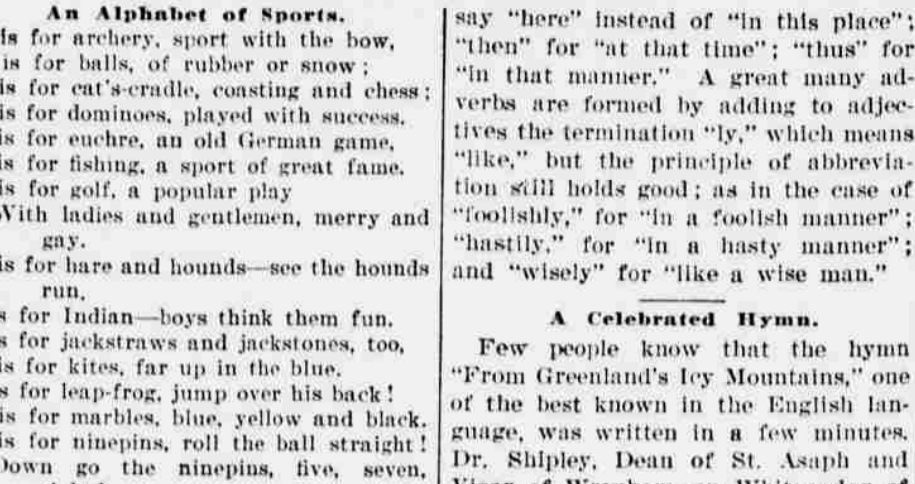 An Alphabet of Sports.
is for archery, sport with the bow,
is for balls, of rubber or snow;
is for cat's-cradle, coasting and chess;
is for dominoes, played with success.
is for euchre, an old German game,
is for fishing, a sport of great fame.
is for golf, a popular play
With ladies and gentlemen, merry and
gay.
is for hare and hounds—see the hounds
run,
s for Indian—boys think them fun.
s for jackstraws and jackstones, too,
is for kites, far up in the blue.
s for leap-frog, jump over his back!
is for marbles, blue, yellow and black.
is for ninepins, roll the ball straight!
Down go the ninepins, five, seven,
say "here" instead of "in this place";
"then" for "at that time"; "thus" for
"in that manner." A great many ad-
verbs are formed by adding to adjec-
tives the termination "ly," which means
"like," but the principle of abbrevia-
tion still holds good; as in the case of
"foolishly," for "in a foolish manner";
"hastily," for "in a hasty manner";
and "wisely" for "like a wise man."
A Celebrated Hymn.
Few people know that the hymn
"From Greenland's Icy Mountains," one
of the best known in the English lan-
guage, was written in a few minutes.
Dr. Shipley, Dean of St. Asaph and